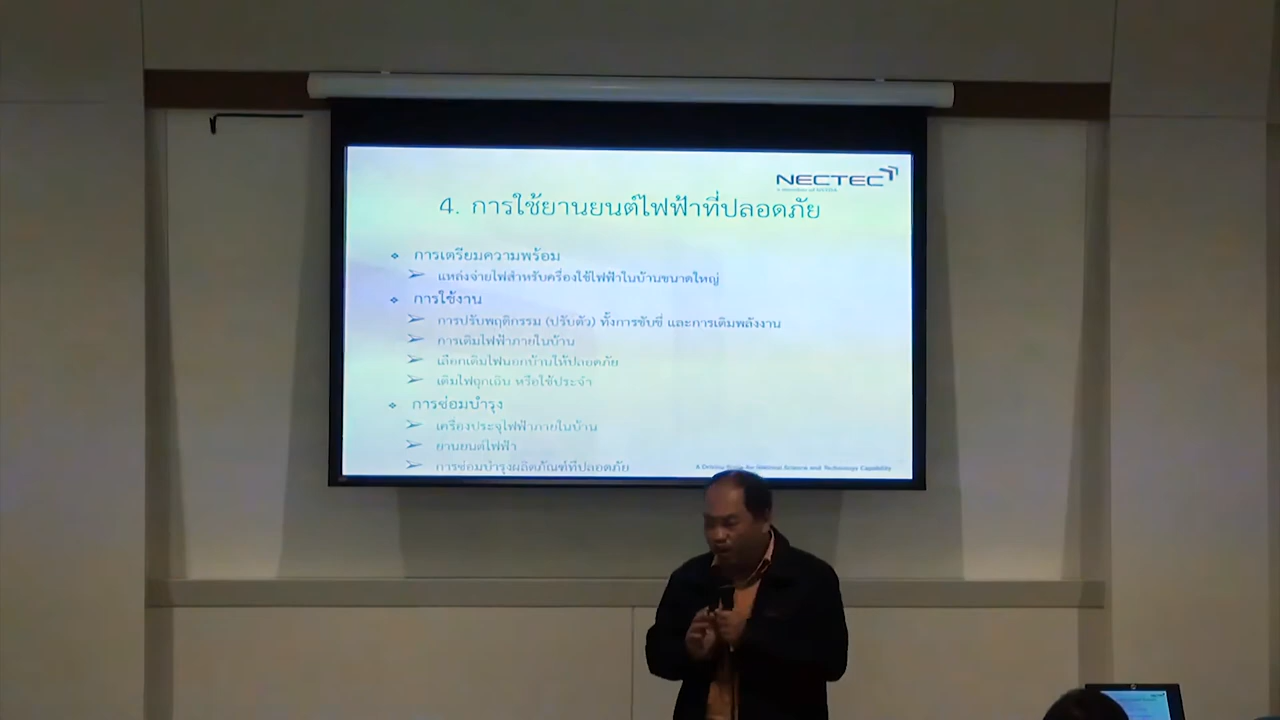 NECTEC
a member of NSTDA
4. การใช้ยานยนต์ไฟฟ้าที่ปลอดภัย
การเตรียมความพร้อม
แหล่งจ่ายไฟสำหรับเครื่องใช้ไฟฟ้าในบ้านขนาดใหญ่
การใช้งาน
การปรับพฤติกรรม (ปรับตัว) ทั้งการขับขี่ และการเติมพลังงาน
การเติมไฟฟ้าภายในบ้าน
เลือกเติมไฟนอกบ้านให้ปลอดภัย
เติมไฟฉุกเฉิน หรือใช้ประจำ
การซ่อมบำรุง
เครื่องประจุไฟฟ้าภายในบ้าน
ยานยนต์ไฟฟ้า
การซ่อมบำรุงผลิตภัณฑ์ที่ปลอดภัย
A Driving Force for National Science and Technology Capability